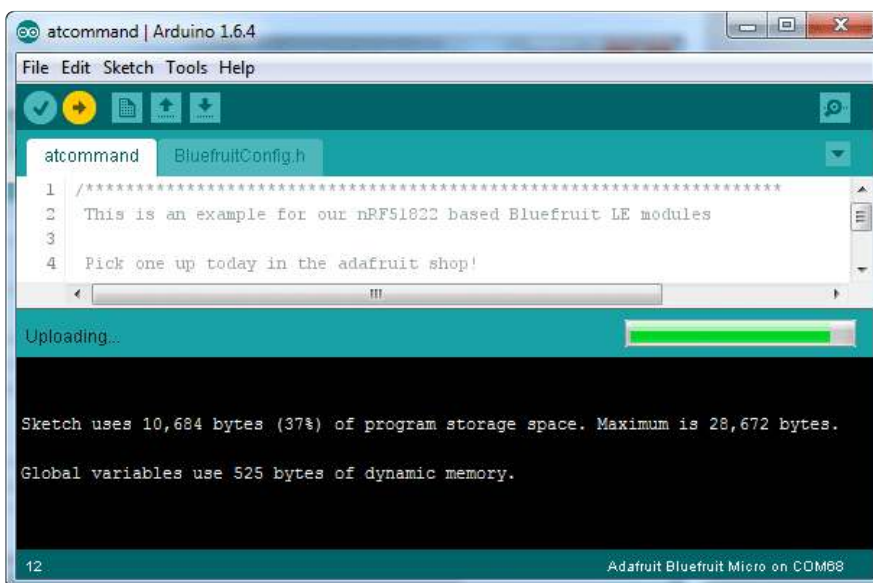 atcommand | Arduino 1.6.4
File Edit Sketch Tools Help
atcommand BluefruitConfig.h
1 /*********************************************************************
2 This is an example for our nRF51822 based Bluefruit LE modules
3
4 Pick one up today in the adafruit shop!
Uploading...
Sketch uses 10,684 bytes (37%) of program storage space. Maximum is 28,672 bytes.
Global variables use 525 bytes of dynamic memory.
12 Adafruit Bluefruit Micro on COM68